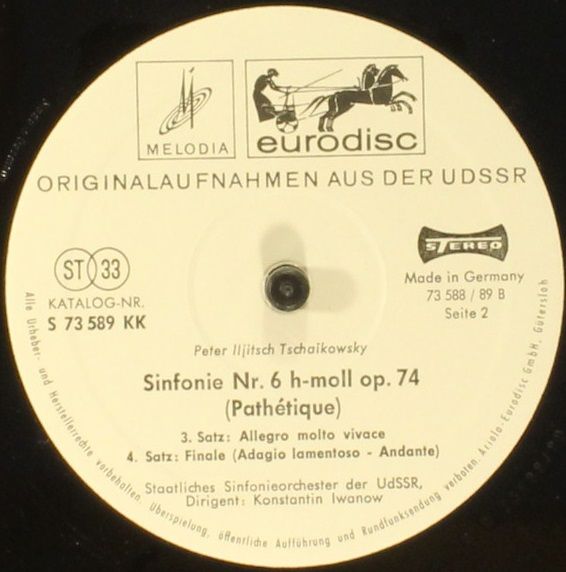 MELODIA
eurodisc
ORIGINALAUFNAHMEN AUS DER UDSSR
ST 33
KATALOG-NR.
S 73 589 KK
STEREO
Made in Germany
73 588 / 89 B
Seite 2
Peter Iljitsch Tschaikowsky
Sinfonie Nr. 6 h-moll op. 74
(Pathétique)
3. Satz: Allegro molto vivace
4. Satz: Finale (Adagio lamentoso - Andante)
Staatliches Sinfonieorchester der UdSSR,
Dirigent: Konstantin Iwanow
Alle Urheber- und Herstellerrechte vorbehalten. Überspielung, öffentliche Aufführung und Rundfunksendung verboten. Ariola-Eurodisc GmbH, Gütersloh